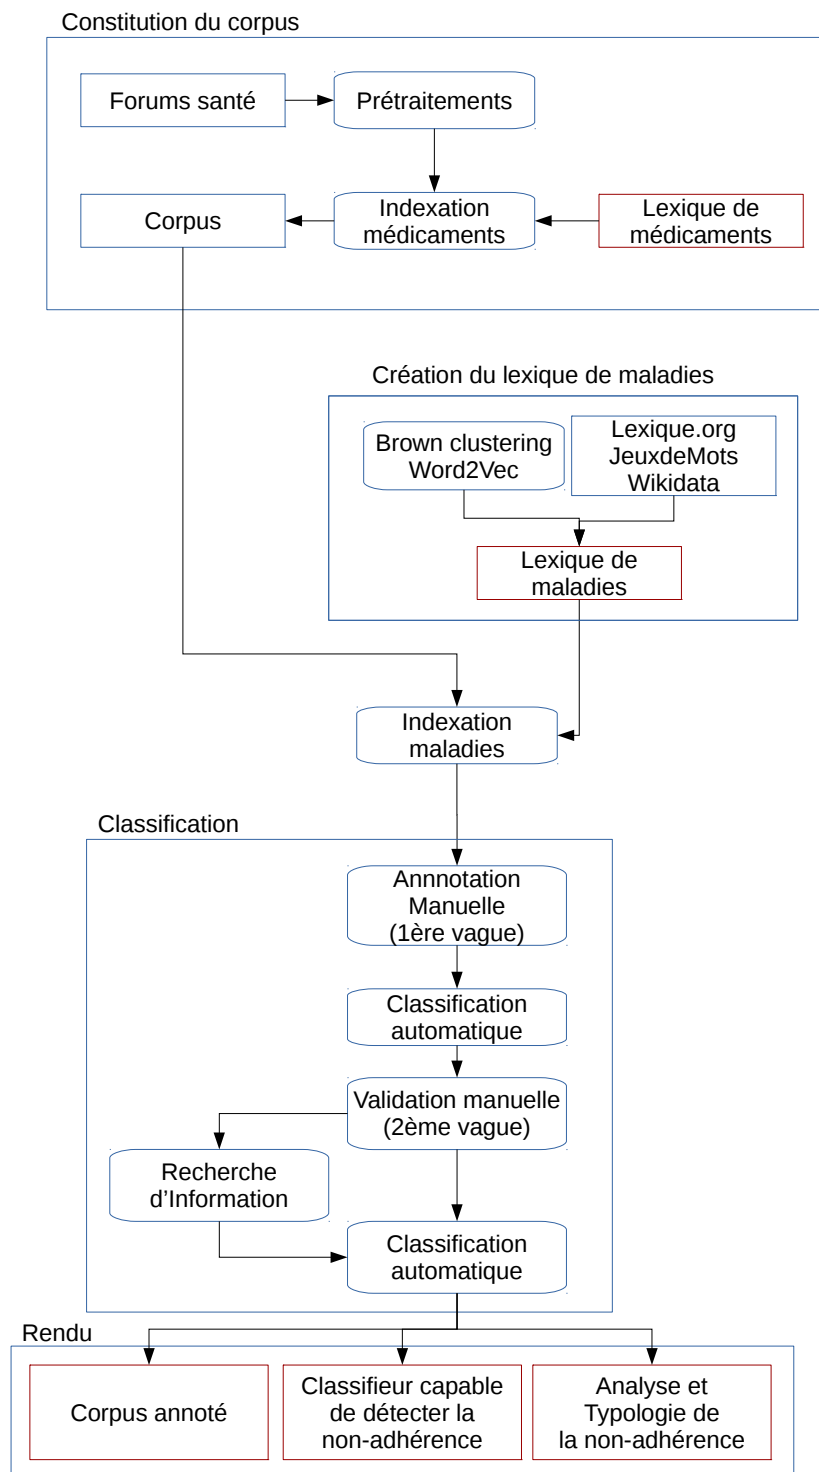 Constitution du corpus
Forums santé
Prétraitements
Corpus
Indexation
médicaments
Lexique de
médicaments
Création du lexique de maladies
Brown clustering
Word2Vec
Lexique.org
JeuxdeMots
Wikidata
Lexique de
maladies
Indexation
maladies
Classification
Annnotation
Manuelle
(1ère vague)
Classification
automatique
Validation manuelle
(2ème vague)
Recherche
d'Information
Classification
automatique
Rendu
Corpus annoté
Classifieur capable
de détecter la
non-adhérence
Analyse et
Typologie de
la non-adhérence